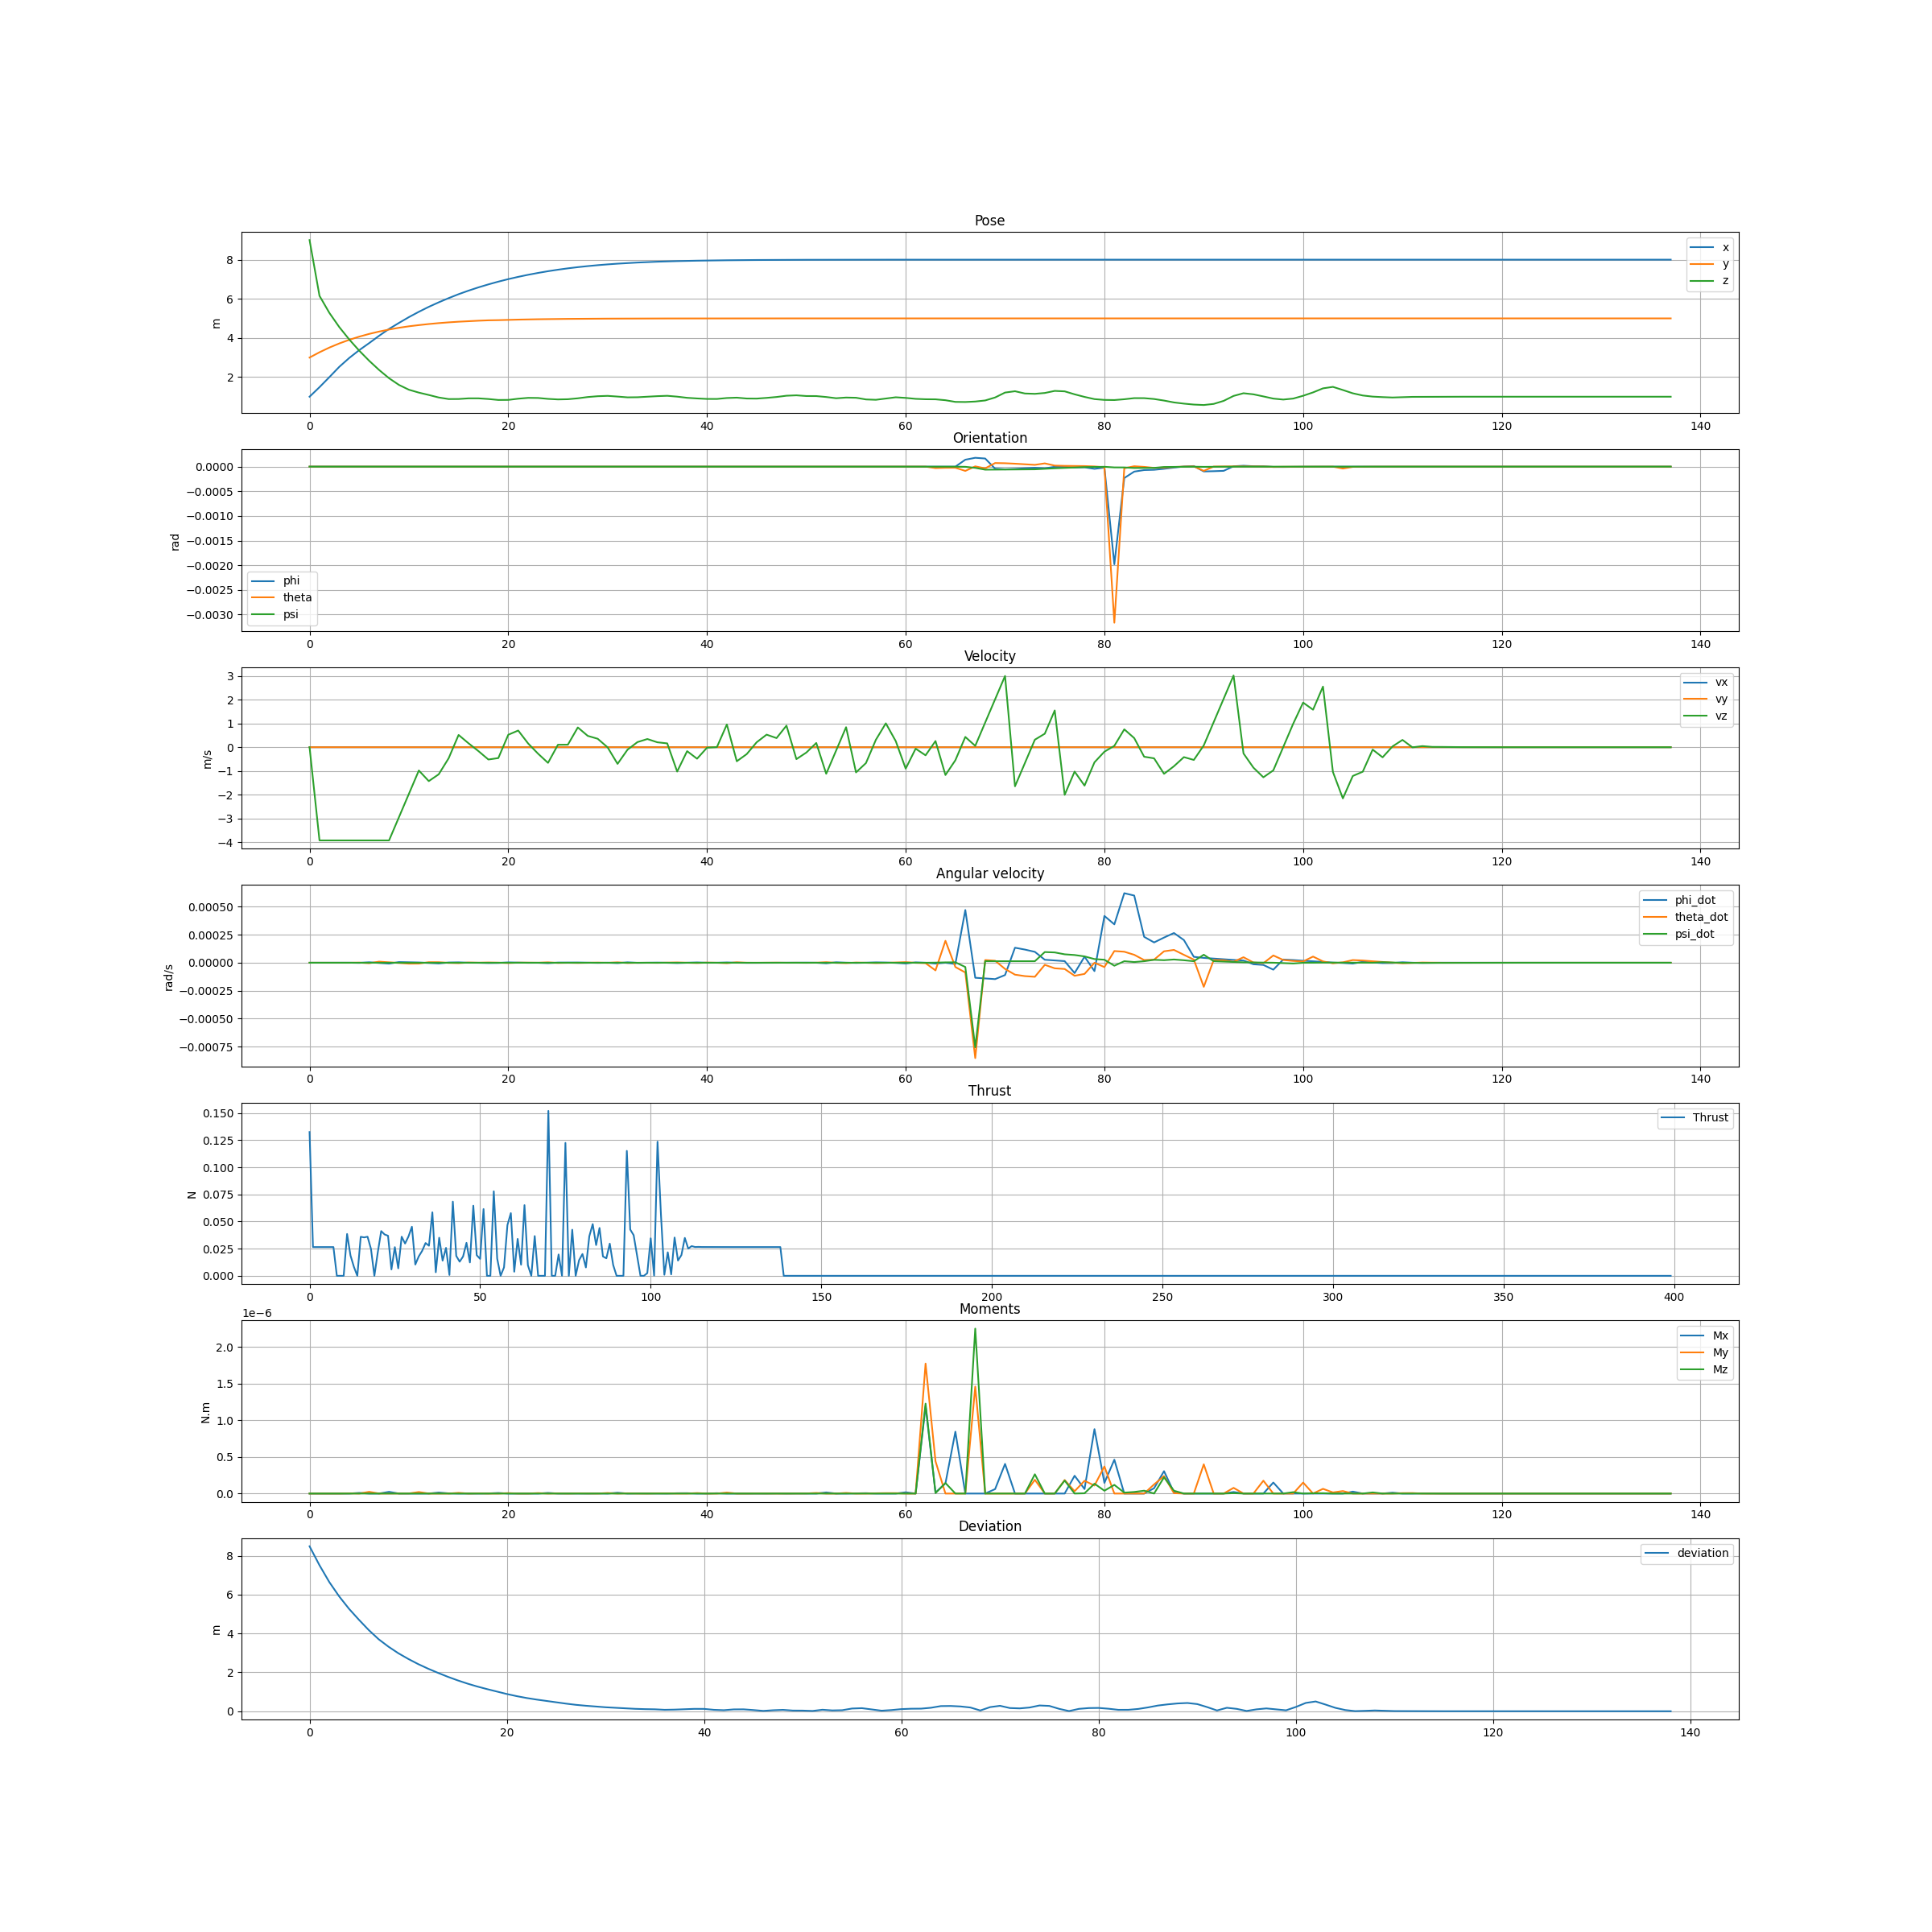 Pose
8
6
4
2
m
x
y
z
0 20 40 60 80 100 120 140
Orientation
0.0000
−0.0005
−0.0010
−0.0015
−0.0020
−0.0025
−0.0030
rad
phi
theta
psi
0 20 40 60 80 100 120 140
Velocity
3
2
1
0
−1
−2
−3
−4
m/s
vx
vy
vz
0 20 40 60 80 100 120 140
Angular velocity
0.00050
0.00025
0.00000
−0.00025
−0.00050
−0.00075
rad/s
phi_dot
theta_dot
psi_dot
0 20 40 60 80 100 120 140
Thrust
0.150
0.125
0.100
0.075
0.050
0.025
0.000
N
Thrust
0 50 100 150 200 250 300 350 400
Moments
1e−6
2.0
1.5
1.0
0.5
0.0
N.m
Mx
My
Mz
0 20 40 60 80 100 120 140
Deviation
8
6
4
2
0
m
deviation
0 20 40 60 80 100 120 140